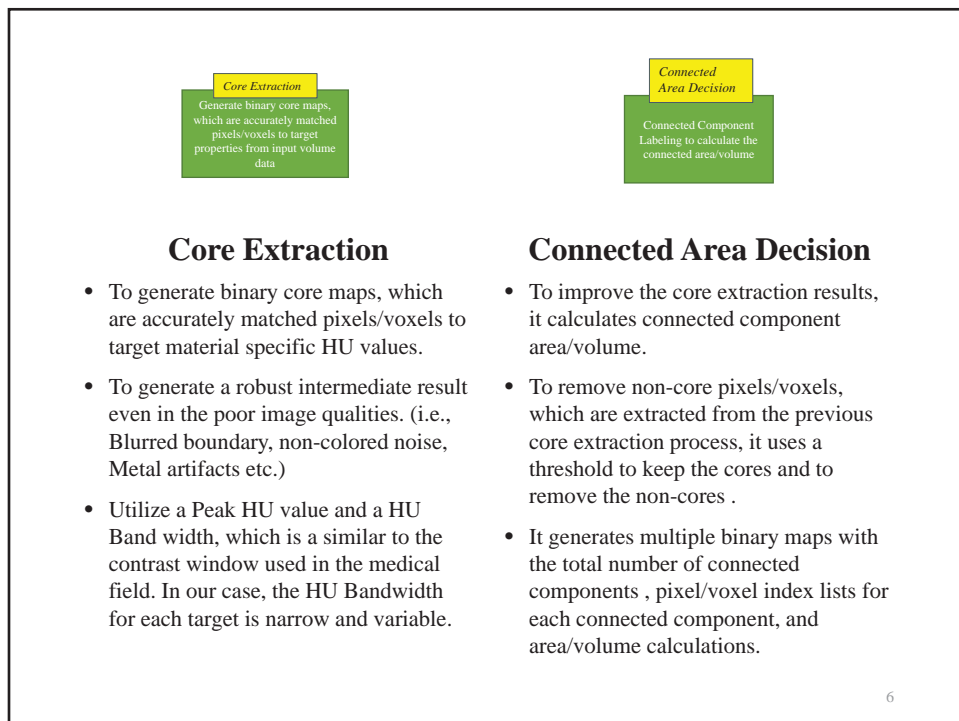 Core Extraction
Generate binary core maps,
which are accurately matched
pixels/voxels to target
properties from input volume
data
Connected
Area Decision
Connected Component
Labeling to calculate the
connected area/volume
Core Extraction
• To generate binary core maps, which
are accurately matched pixels/voxels to
target material specific HU values.
• To generate a robust intermediate result
even in the poor image qualities. (i.e.,
Blurred boundary, non-colored noise,
Metal artifacts etc.)
• Utilize a Peak HU value and a HU
Band width, which is a similar to the
contrast window used in the medical
field. In our case, the HU Bandwidth
for each target is narrow and variable.
Connected Area Decision
• To improve the core extraction results,
it calculates connected component
area/volume.
• To remove non-core pixels/voxels,
which are extracted from the previous
core extraction process, it uses a
threshold to keep the cores and to
remove the non-cores .
• It generates multiple binary maps with
the total number of connected
components , pixel/voxel index lists for
each connected component, and
area/volume calculations.
6